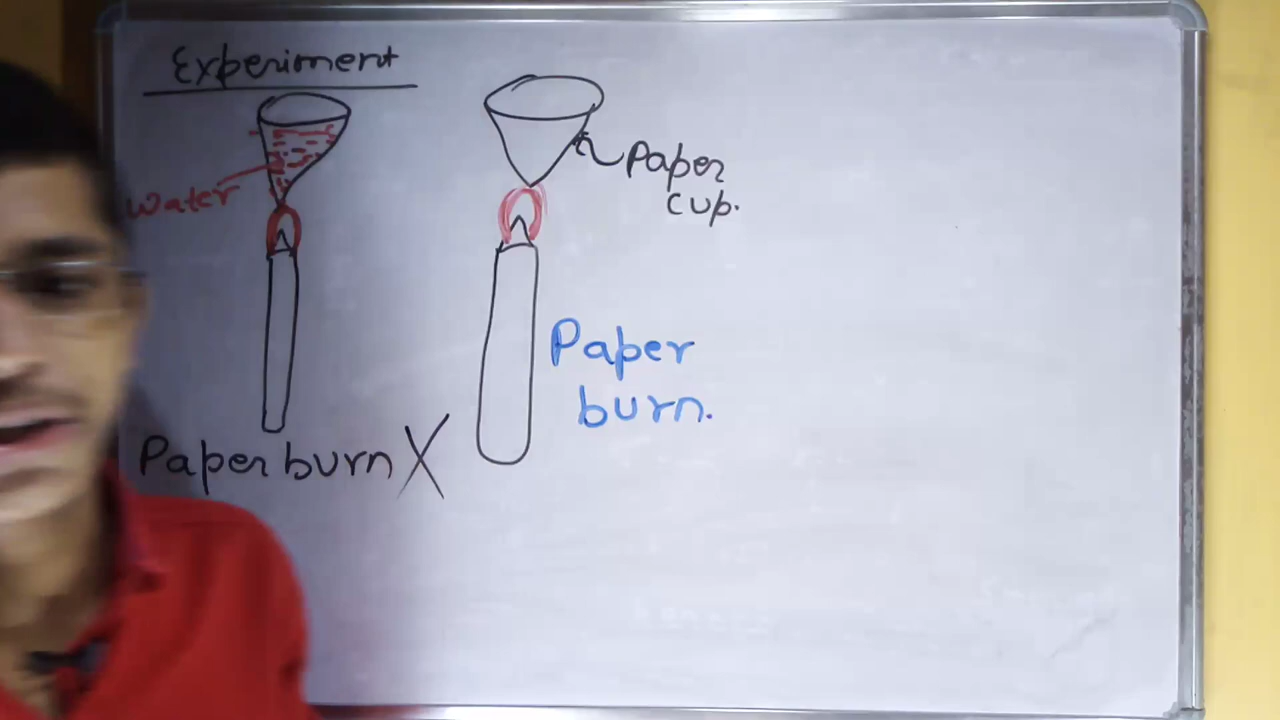 Experiment
Water
Paper
cup.
Paper
burn.
Paper burn X